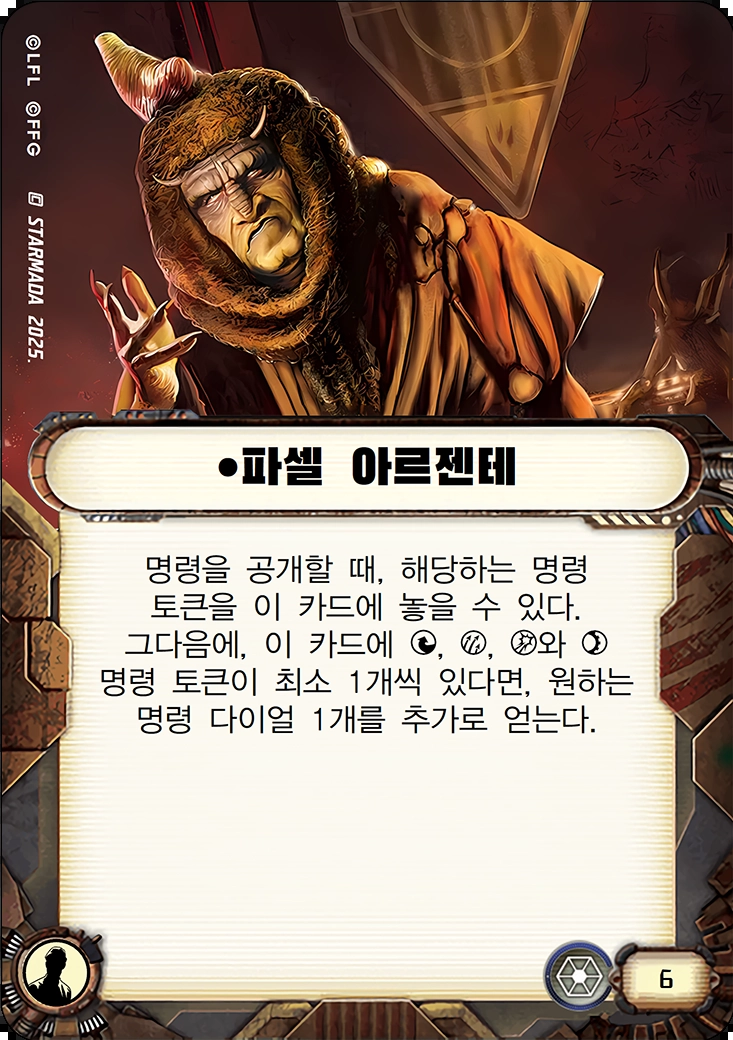 ©LFL ©FFG STARMADA 2025.
•파셀 아르젠테
명령을 공개할 때, 해당하는 명령
토큰을 이 카드에 놓을 수 있다.
그다음에, 이 카드에 , , 와
명령 토큰이 최소 1개씩 있다면, 원하는
명령 다이얼 1개를 추가로 얻는다.
6